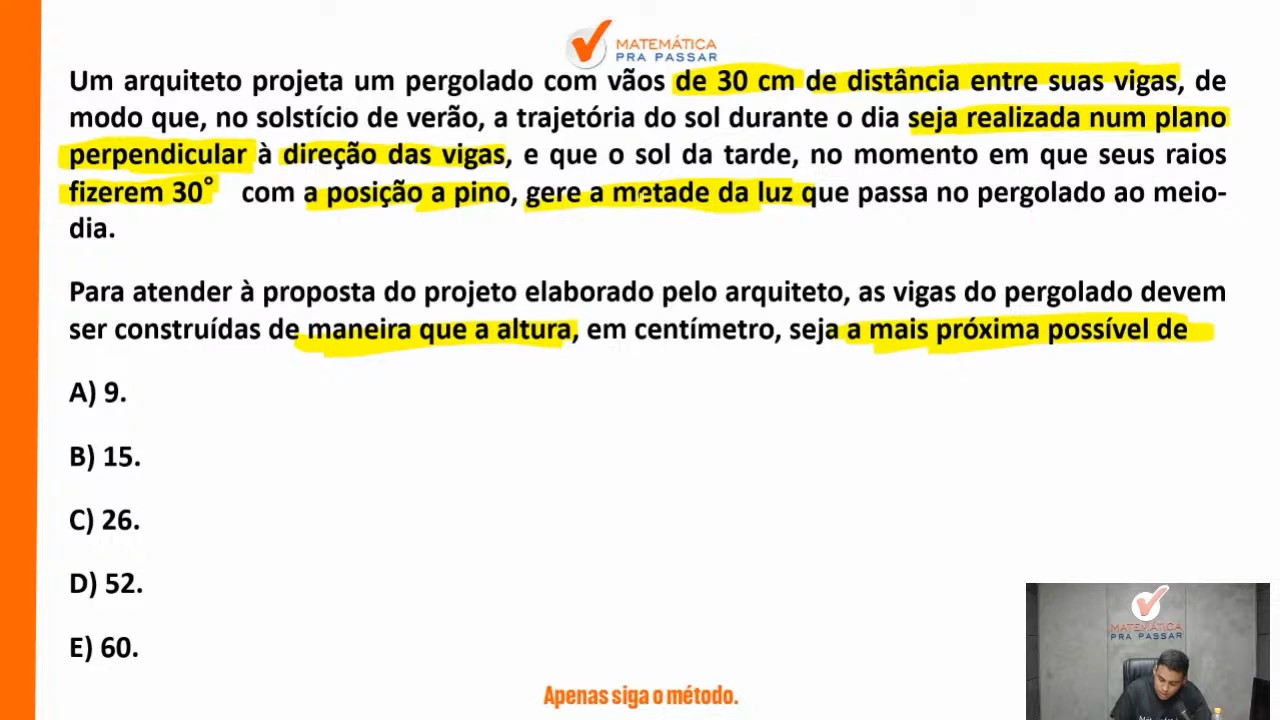 MATEMÁTICA
PRA PASSAR
Um arquiteto projeta um pergolado com vãos de 30 cm de distância entre suas vigas, de
modo que, no solstício de verão, a trajetória do sol durante o dia seja realizada num plano
perpendicular à direção das vigas, e que o sol da tarde, no momento em que seus raios
fizerem 30° com a posição a pino, gere a metade da luz que passa no pergolado ao meio-
dia.
Para atender à proposta do projeto elaborado pelo arquiteto, as vigas do pergolado devem
ser construídas de maneira que a altura, em centímetro, seja a mais próxima possível de
A) 9.
B) 15.
C) 26.
D) 52.
E) 60.
MATEMÁTICA
PRA PASSAR
Apenas siga o método.